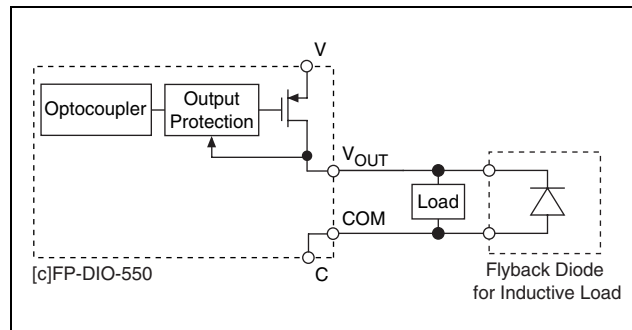 V
Optocoupler
Output
Protection
VOUT
Load
COM
C
[c]FP-DIO-550
Flyback Diode
for Inductive Load